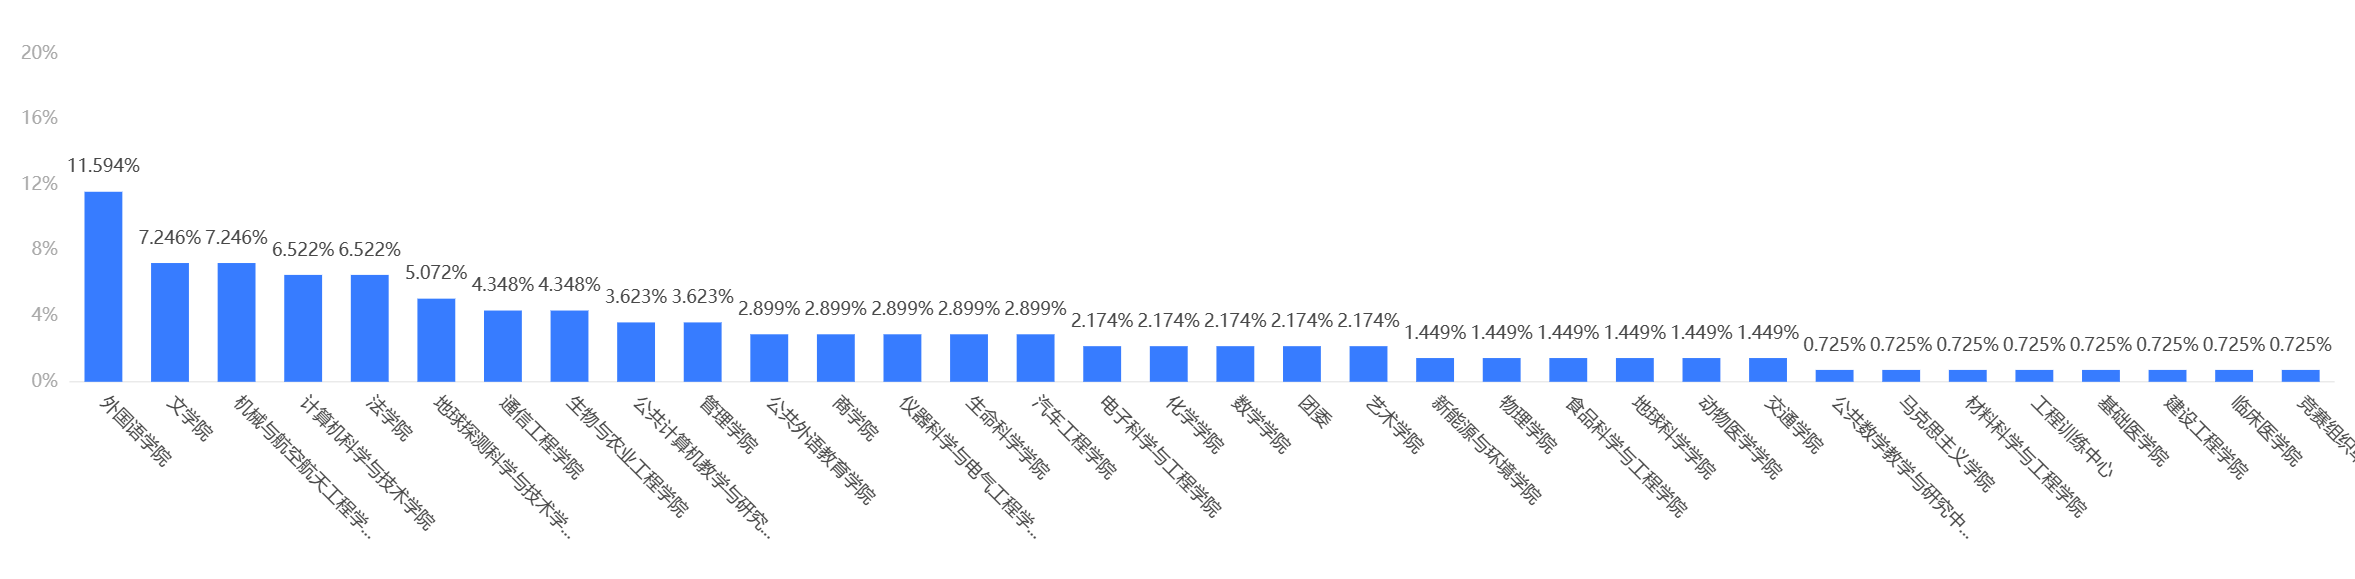 20%
16%
12%
8%
4%
0%
11.594%
7.246%
7.246%
6.522%
6.522%
5.072%
4.348%
4.348%
3.623%
3.623%
2.899%
2.899%
2.899%
2.899%
2.899%
2.174%
2.174%
2.174%
2.174%
2.174%
1.449%
1.449%
1.449%
1.449%
1.449%
1.449%
0.725%
0.725%
0.725%
0.725%
0.725%
0.725%
0.725%
0.725%
外国语学院
文学院
机械与航空航天工程学...
计算机科学与技术学院
法学院
地球探测科学与技术学...
通信工程学院
生物与农业工程学院
公共计算机教学与研究...
管理学院
公共外语教育学院
商学院
仪器科学与电气工程学...
生命科学学院
汽车工程学院
电子科学与工程学院
化学学院
数学学院
团委
艺术学院
新能源与环境学院
物理学院
食品科学与工程学院
地球科学学院
动物医学学院
交通学院
公共数学教学与研究中...
马克思主义学院
材料科学与工程学院
工程训练中心
基础医学院
建设工程学院
临床医学院
竞赛组织